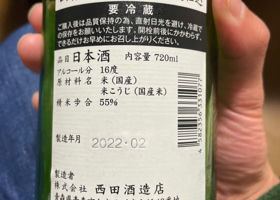 要冷蔵
ご購入後は品質保持の為、直射日光を避け、冷蔵で
の保存をお願いいたします。開栓前後にかかわらず、
できるだけお早めにお召し上がりください。
品目 日本酒 内容量 720ml
アルコール分 16度
原材料名 米(国産)
米こうじ(国産米)
精米歩合 55%
製造年月 2022.02
製造者
株式会社 西田酒造店
4582356331077